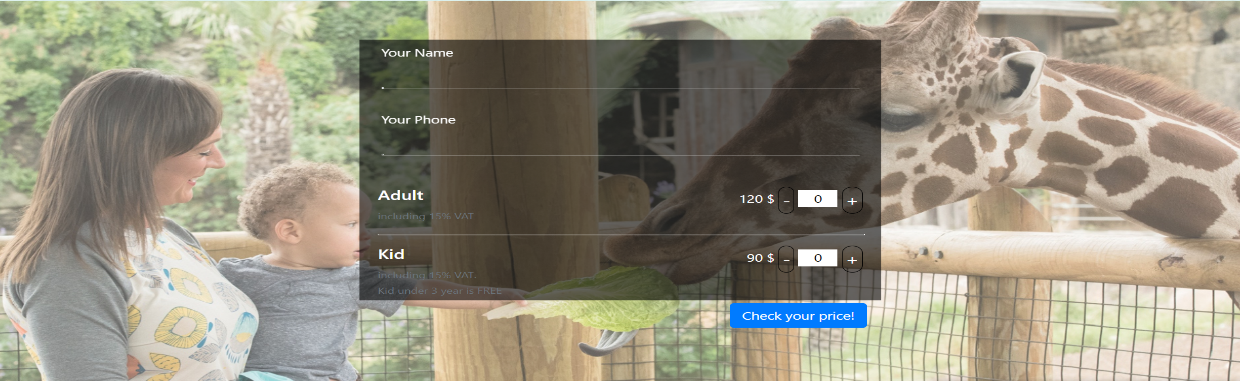 Your Name
Your Phone
Adult 120 $ - 0 +
including 15% VAT
Kid 90 $ - 0 +
including 15% VAT.
Kid under 3 year is FREE
Check your price!